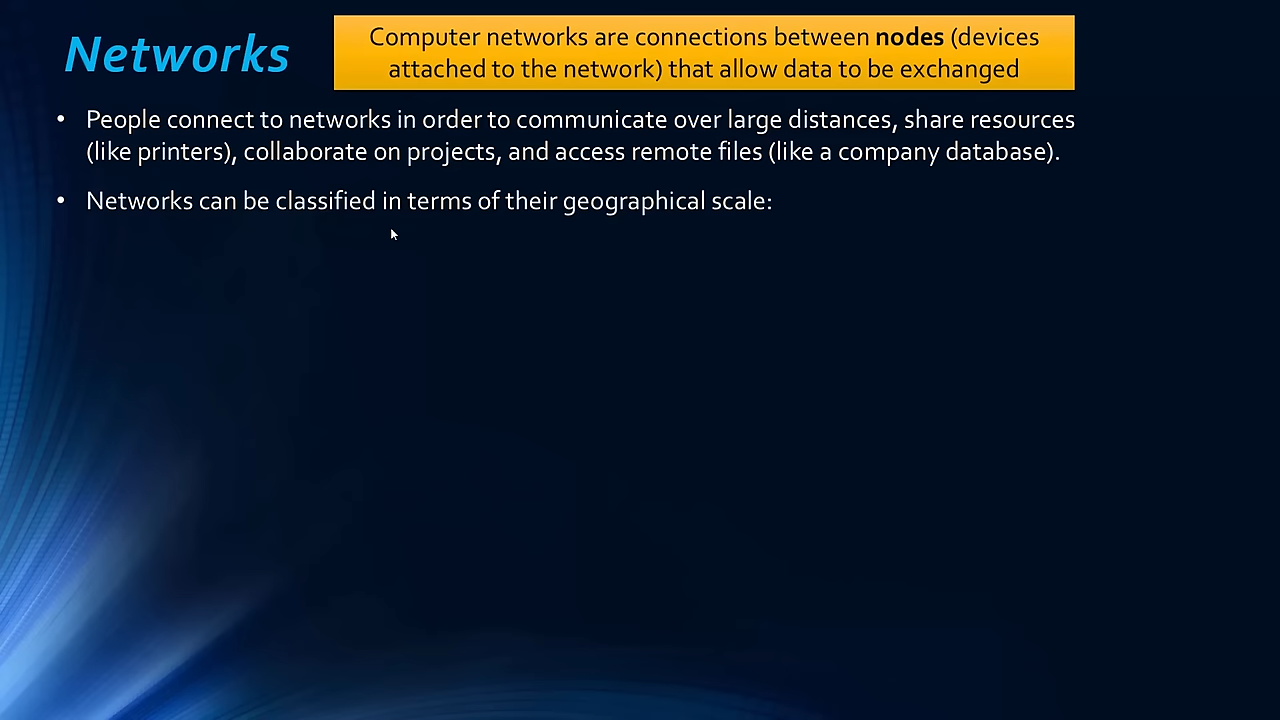 Networks
Computer networks are connections between nodes (devices
attached to the network) that allow data to be exchanged
• People connect to networks in order to communicate over large distances, share resources
(like printers), collaborate on projects, and access remote files (like a company database).
• Networks can be classified in terms of their geographical scale: